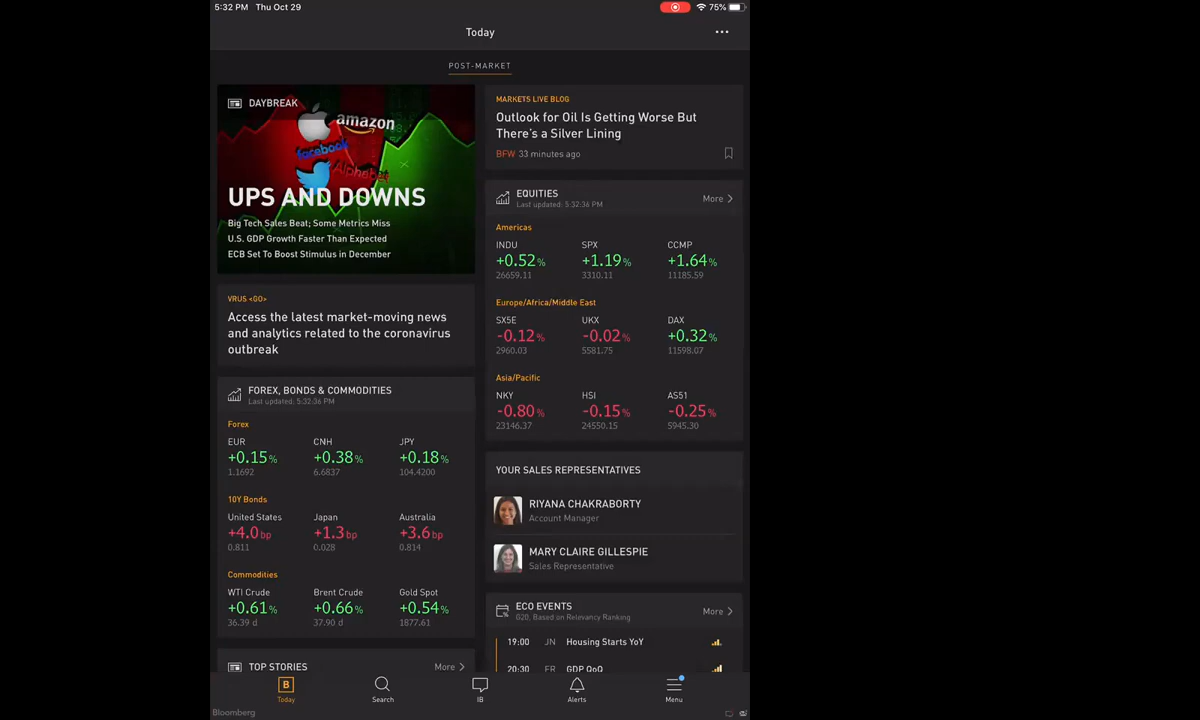 5:32 PM Thu Oct 29
75%
Today
POST-MARKET
DAYBREAK
amazon
facebook
Alphabet
UPS AND DOWNS
Big Tech Sales Beat; Some Metrics Miss
U.S. GDP Growth Faster Than Expected
ECB Set To Boost Stimulus in December
VRUS <GO>
Access the latest market-moving news
and analytics related to the coronavirus
outbreak
FOREX, BONDS & COMMODITIES
Last updated: 5:32:36 PM
Forex
EUR CNH JPY
+0.15% +0.38% +0.18%
1.1692 6.6837 104.4200
10Y Bonds
United States Japan Australia
+4.0bp +1.3bp +3.6bp
0.811 0.028 0.814
Commodities
WTI Crude Brent Crude Gold Spot
+0.61% +0.66% +0.54%
36.39 d 37.90 d 1877.61
TOP STORIES More
MARKETS LIVE BLOG
Outlook for Oil Is Getting Worse But
There's a Silver Lining
BFW 33 minutes ago
EQUITIES More
Last updated: 5:32:36 PM
Americas
INDU SPX CCMP
+0.52% +1.19% +1.64%
26659.11 3310.11 11185.59
Europe/Africa/Middle East
SX5E UKX DAX
-0.12% -0.02% +0.32%
2960.03 5581.75 11598.07
Asia/Pacific
NKY HSI AS51
-0.80% -0.15% -0.25%
23146.37 24550.15 5945.30
YOUR SALES REPRESENTATIVES
RIYANA CHAKRABORTY
Account Manager
MARY CLAIRE GILLESPIE
Sales Representative
ECO EVENTS More
G20, Based on Relevancy Ranking
19:00 JN Housing Starts YoY
20:30 FR GDP QoQ
B
Today Search IB Alerts Menu
Bloomberg